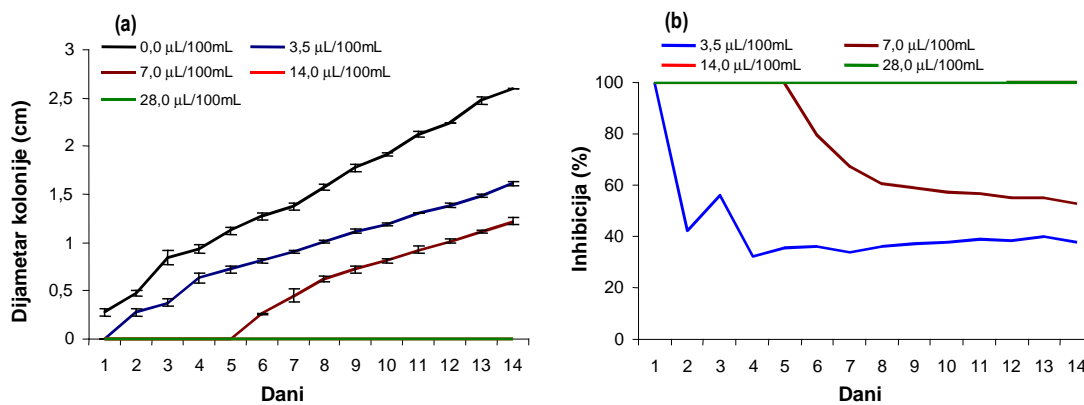 (a)
0,0 µL/100mL 3,5 µL/100mL
7,0 µL/100mL 14,0 µL/100mL
28,0 µL/100mL
Dijametar kolonije (cm)
3
2,5
2
1,5
1
0,5
0
1 2 3 4 5 6 7 8 9 10 11 12 13 14
Dani
(b)
3,5 µL/100mL 7,0 µL/100mL
14,0 µL/100mL 28,0 µL/100mL
Inhibicija (%)
100
80
60
40
20
0
1 2 3 4 5 6 7 8 9 10 11 12 13 14
Dani